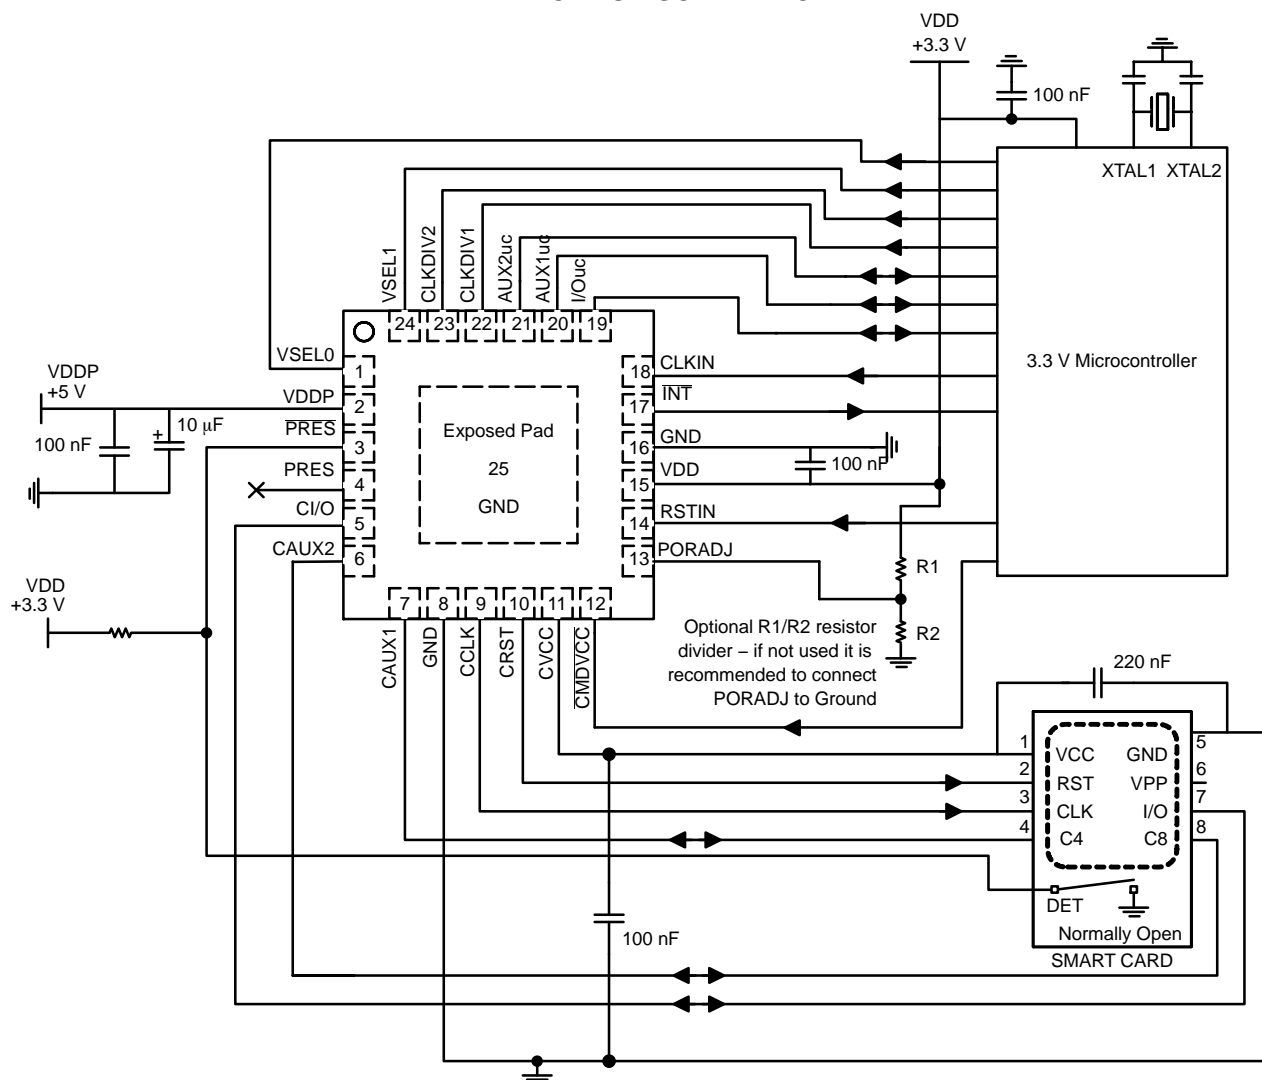 VDD
+3.3 V
100 nF
XTAL1 XTAL2
3.3 V Microcontroller
VSEL1
CLKDIV2
CLKDIV1
AUX2uc
AUX1uc
I/Ouc
24
23
22
21
20
19
VSEL0
1
VDDP
+5 V
VDDP
2
100 nF
+
10 μF
PRES
3
PRES
4
CI/O
5
CAUX2
6
Exposed Pad
25
GND
18
CLKIN
17
INT
16
GND
100 nF
15
VDD
14
RSTIN
13
PORADJ
R1
R2
VDD
+3.3 V
7
8
9
10
11
12
CAUX1
GND
CCLK
CRST
CVCC
CMDVCC
Optional R1/R2 resistor
divider – if not used it is
recommended to connect
PORADJ to Ground
220 nF
1
VCC
GND
5
2
RST
VPP
6
3
CLK
I/O
7
4
C4
C8
8
DET
Normally Open
SMART CARD
100 nF